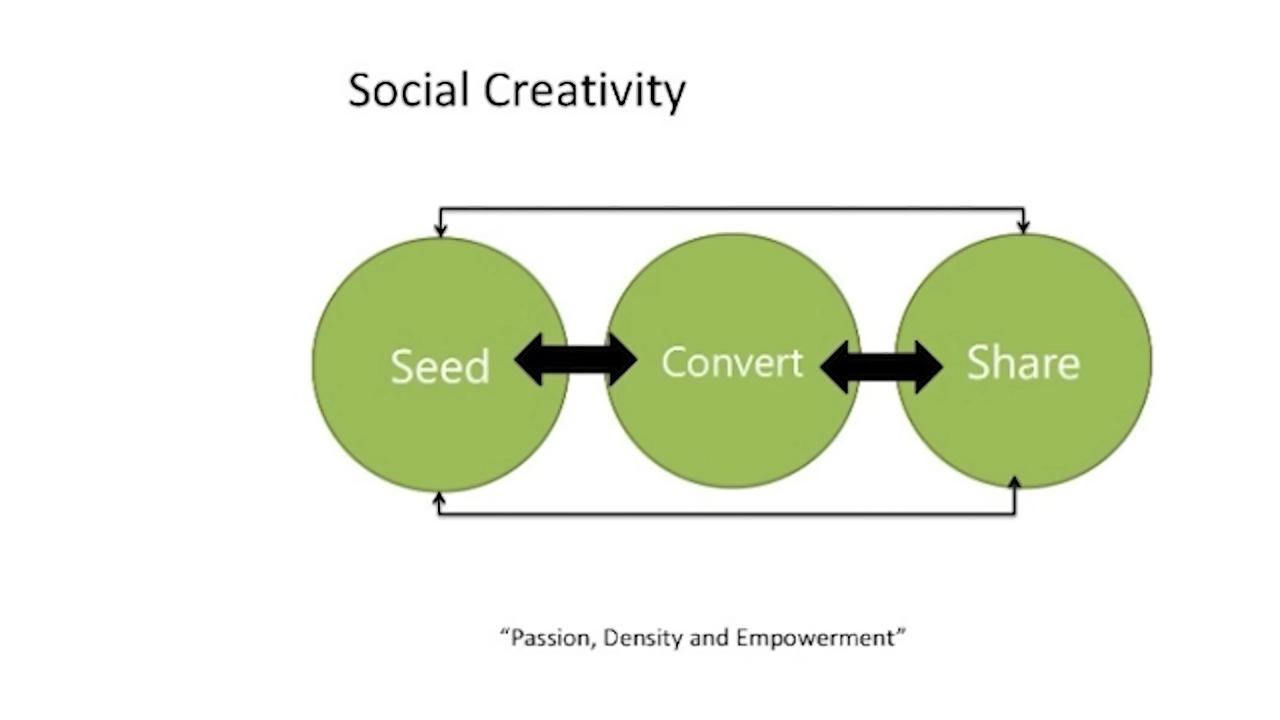 Social Creativity
Seed
Convert
Share
“Passion, Density and Empowerment”